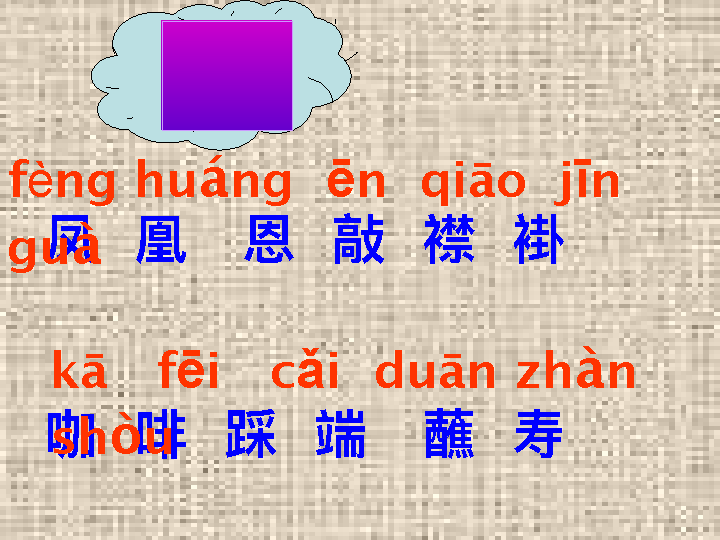 fèng huáng ēn qiāo jīn
guà
凤 凰 恩 敲 襟 褂
kā fēi cǎi duān zhàn
shòu
咖 啡 踩 端 蘸 寿